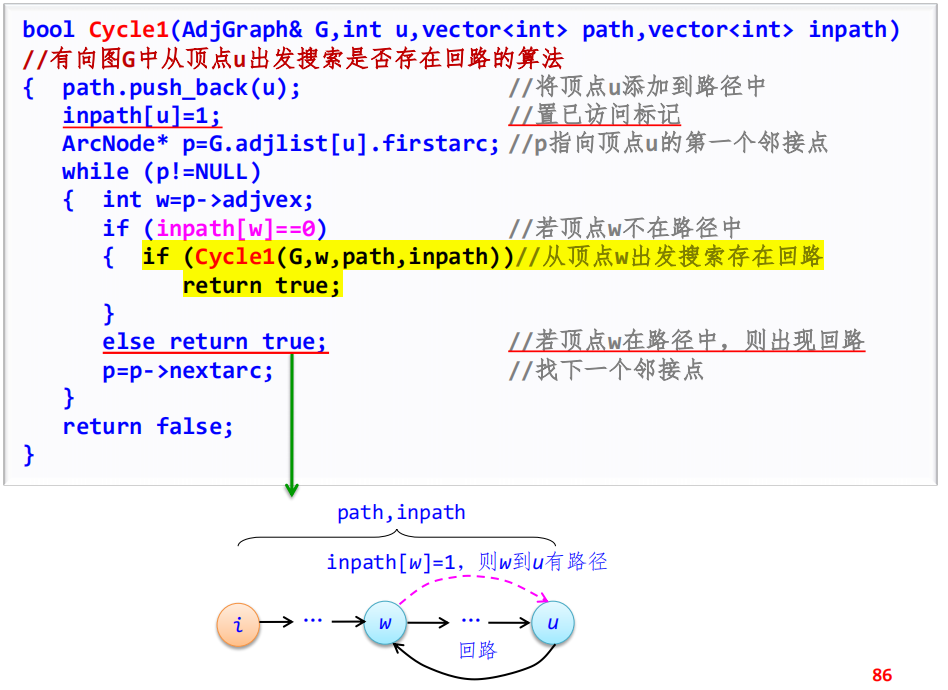 bool Cycle1(AdjGraph& G,int u,vector<int> path,vector<int> inpath)
//有向图G中从顶点u出发搜索是否存在回路的算法
{ path.push_back(u); //将顶点u添加到路径中
inpath[u]=1; //置已访问标记
ArcNode* p=G.adjlist[u].firstarc; //p指向顶点u的第一个邻接点
while (p!=NULL)
{ int w=p->adjvex;
if (inpath[w]==0) //若顶点w不在路径中
{ if (Cycle1(G,w,path,inpath))//从顶点w出发搜索存在回路
return true;
}
else return true; //若顶点w在路径中，则出现回路
p=p->nextarc; //找下一个邻接点
}
return false;
}
path,inpath
inpath[w]=1，则w到u有路径
i ··· w ··· u
回路
86